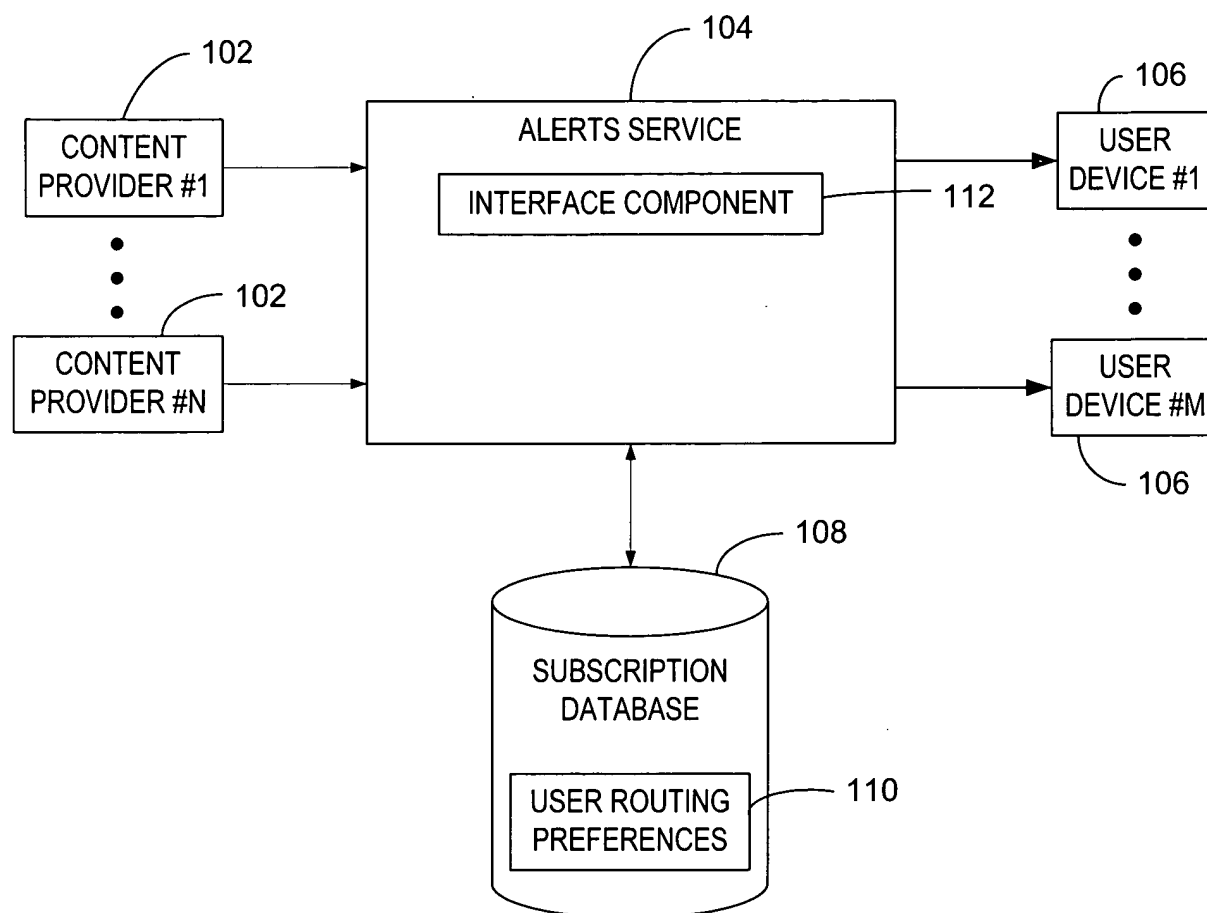 102
104
106
CONTENT
PROVIDER #1
ALERTS SERVICE
USER
DEVICE #1
INTERFACE COMPONENT
112
102
CONTENT
PROVIDER #N
USER
DEVICE #M
106
108
SUBSCRIPTION
DATABASE
USER ROUTING
PREFERENCES
110